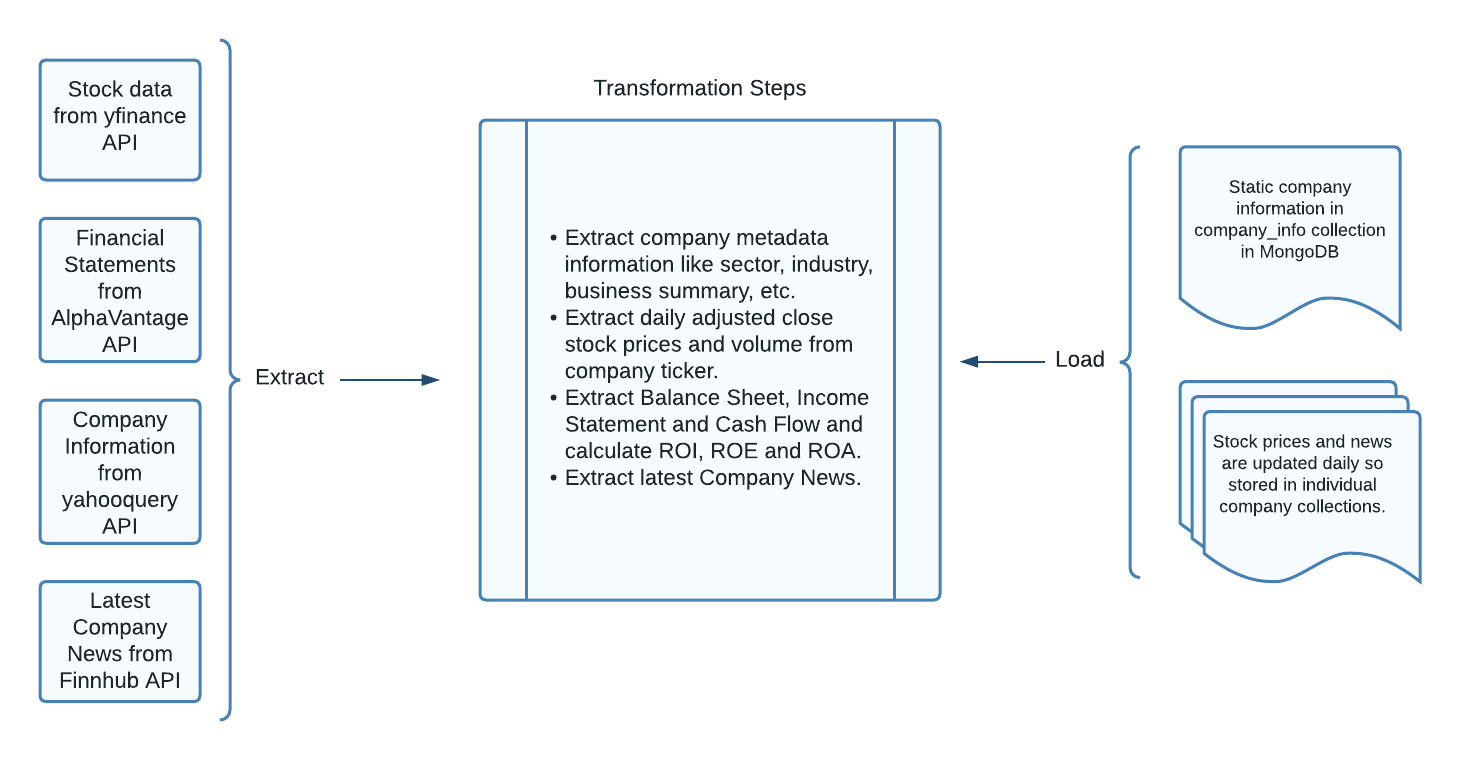 Stock data
from yfinance
API
Financial
Statements
from
AlphaVantage
API
Company
Information
from
yahooquery
API
Latest
Company
News from
Finnhub API
Extract
Transformation Steps
• Extract company metadata
information like sector, industry,
business summary, etc.
• Extract daily adjusted close
stock prices and volume from
company ticker.
• Extract Balance Sheet, Income
Statement and Cash Flow and
calculate ROI, ROE and ROA.
• Extract latest Company News.
Load
Static company
information in
company_info collection
in MongoDB
Stock prices and news
are updated daily so
stored in individual
company collections.